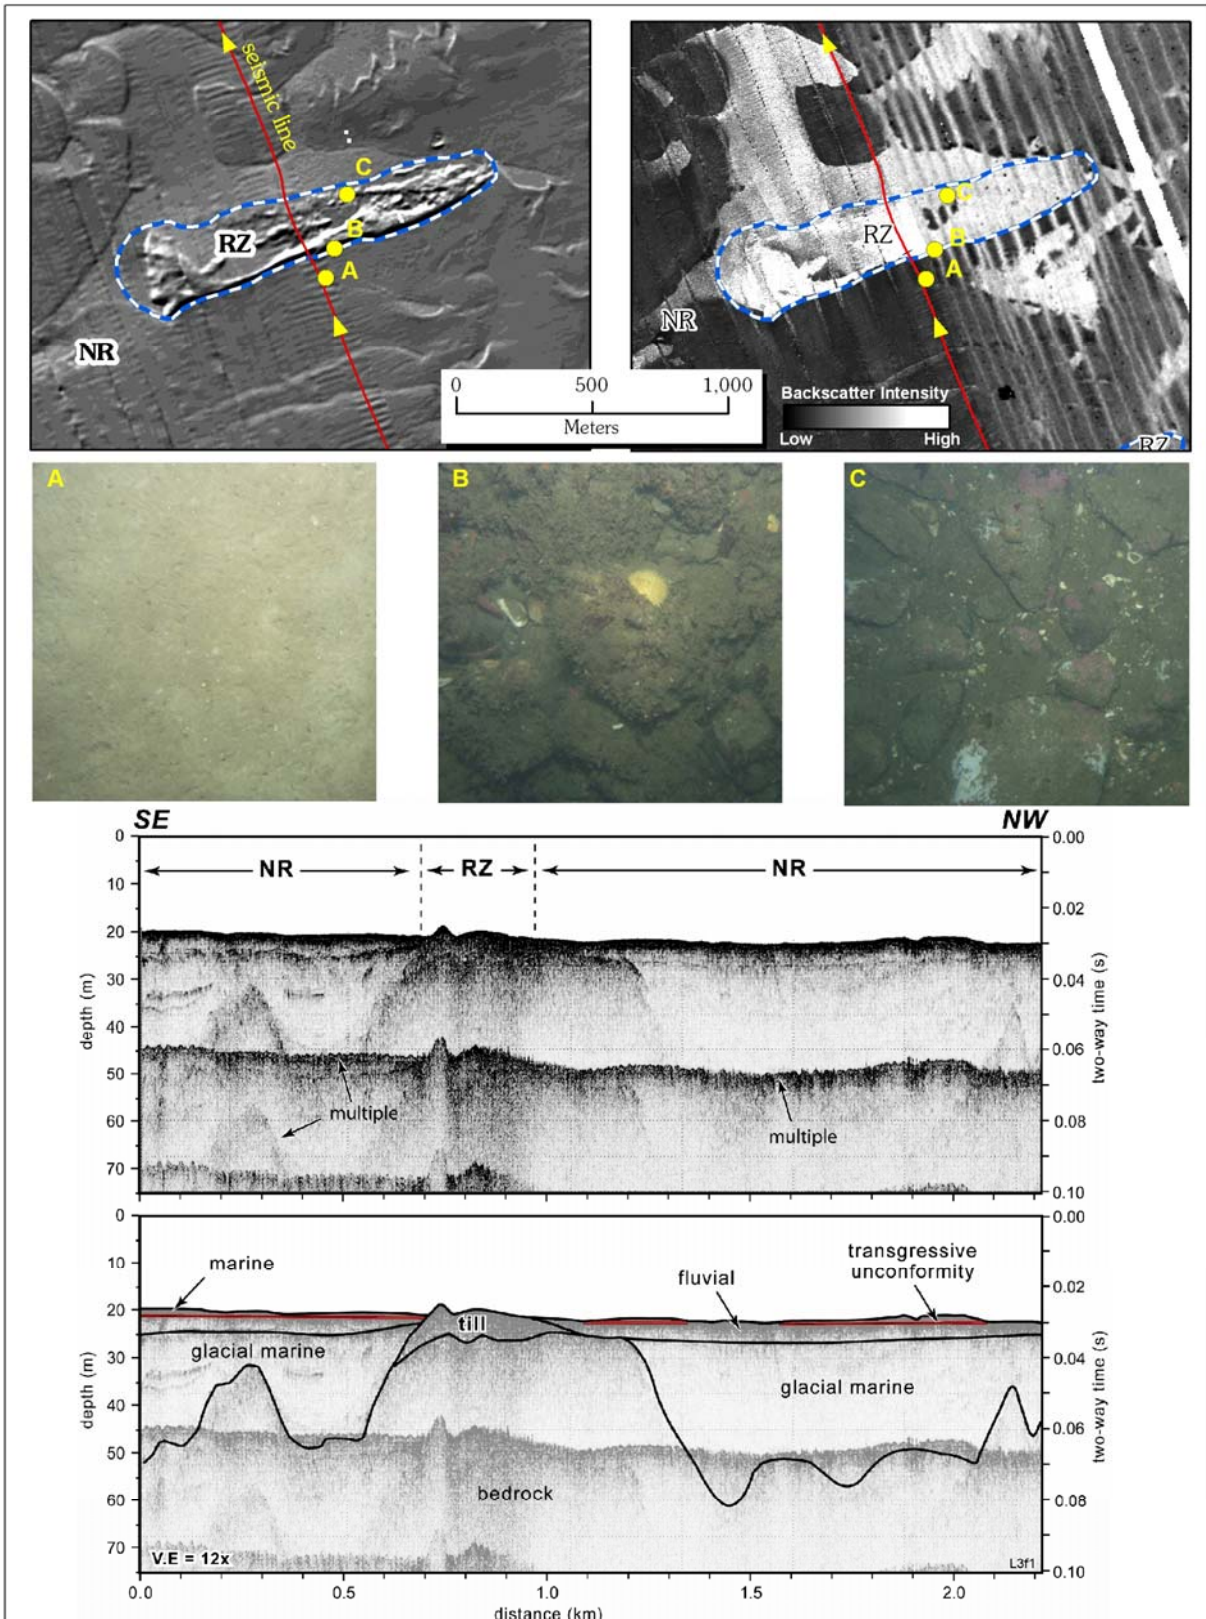 seismic line
C
B
A
RZ
NR
C
B
A
RZ
NR
0 500 1,000
Meters
Backscatter Intensity
Low High
RZ
A
B
C
SE
NW
0
10
20
30
40
50
60
70
depth (m)
NR
RZ
NR
multiple
multiple
0.00
0.02
0.04
0.06
0.08
0.10
two-way time (s)
0
10
20
30
40
50
60
70
depth (m)
marine
glacial marine
till
fluvial
transgressive
unconformity
glacial marine
bedrock
V.E = 12x
L3f1
0.00
0.02
0.04
0.06
0.08
0.10
two-way time (s)
0.0 0.5 1.0 1.5 2.0
distance (km)